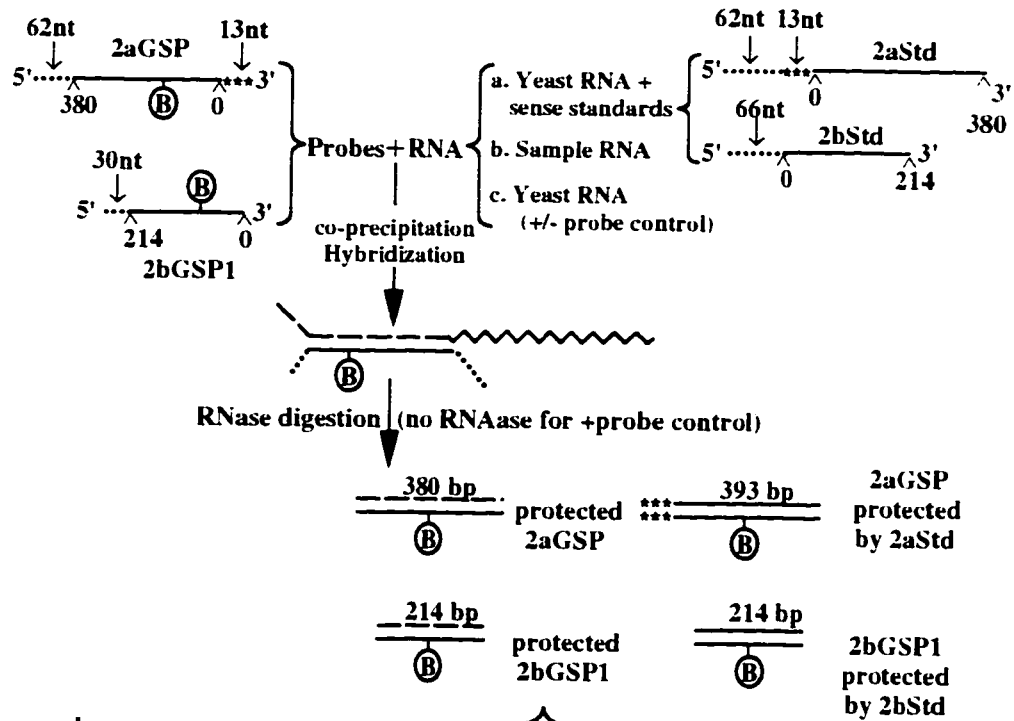 62nt
2aGSP
13nt
5' 3'
380
B
0
30nt
B
5' 3'
214
0
2bGSP1
Probes+RNA
a. Yeast RNA +
sense standards
b. Sample RNA
c. Yeast RNA
(+/- probe control)
62nt 13nt
2aStd
5'
0
3'
380
66nt
2bStd
5' 3'
0
214
co-precipitation
Hybridization
B
RNase digestion (no RNAase for +probe control)
380 bp
B
protected
2aGSP
*** 393 bp
***
B
2aGSP
protected
by 2aStd
214 bp
B
protected
2bGSP1
214 bp
B
2bGSP1
protected
by 2bStd